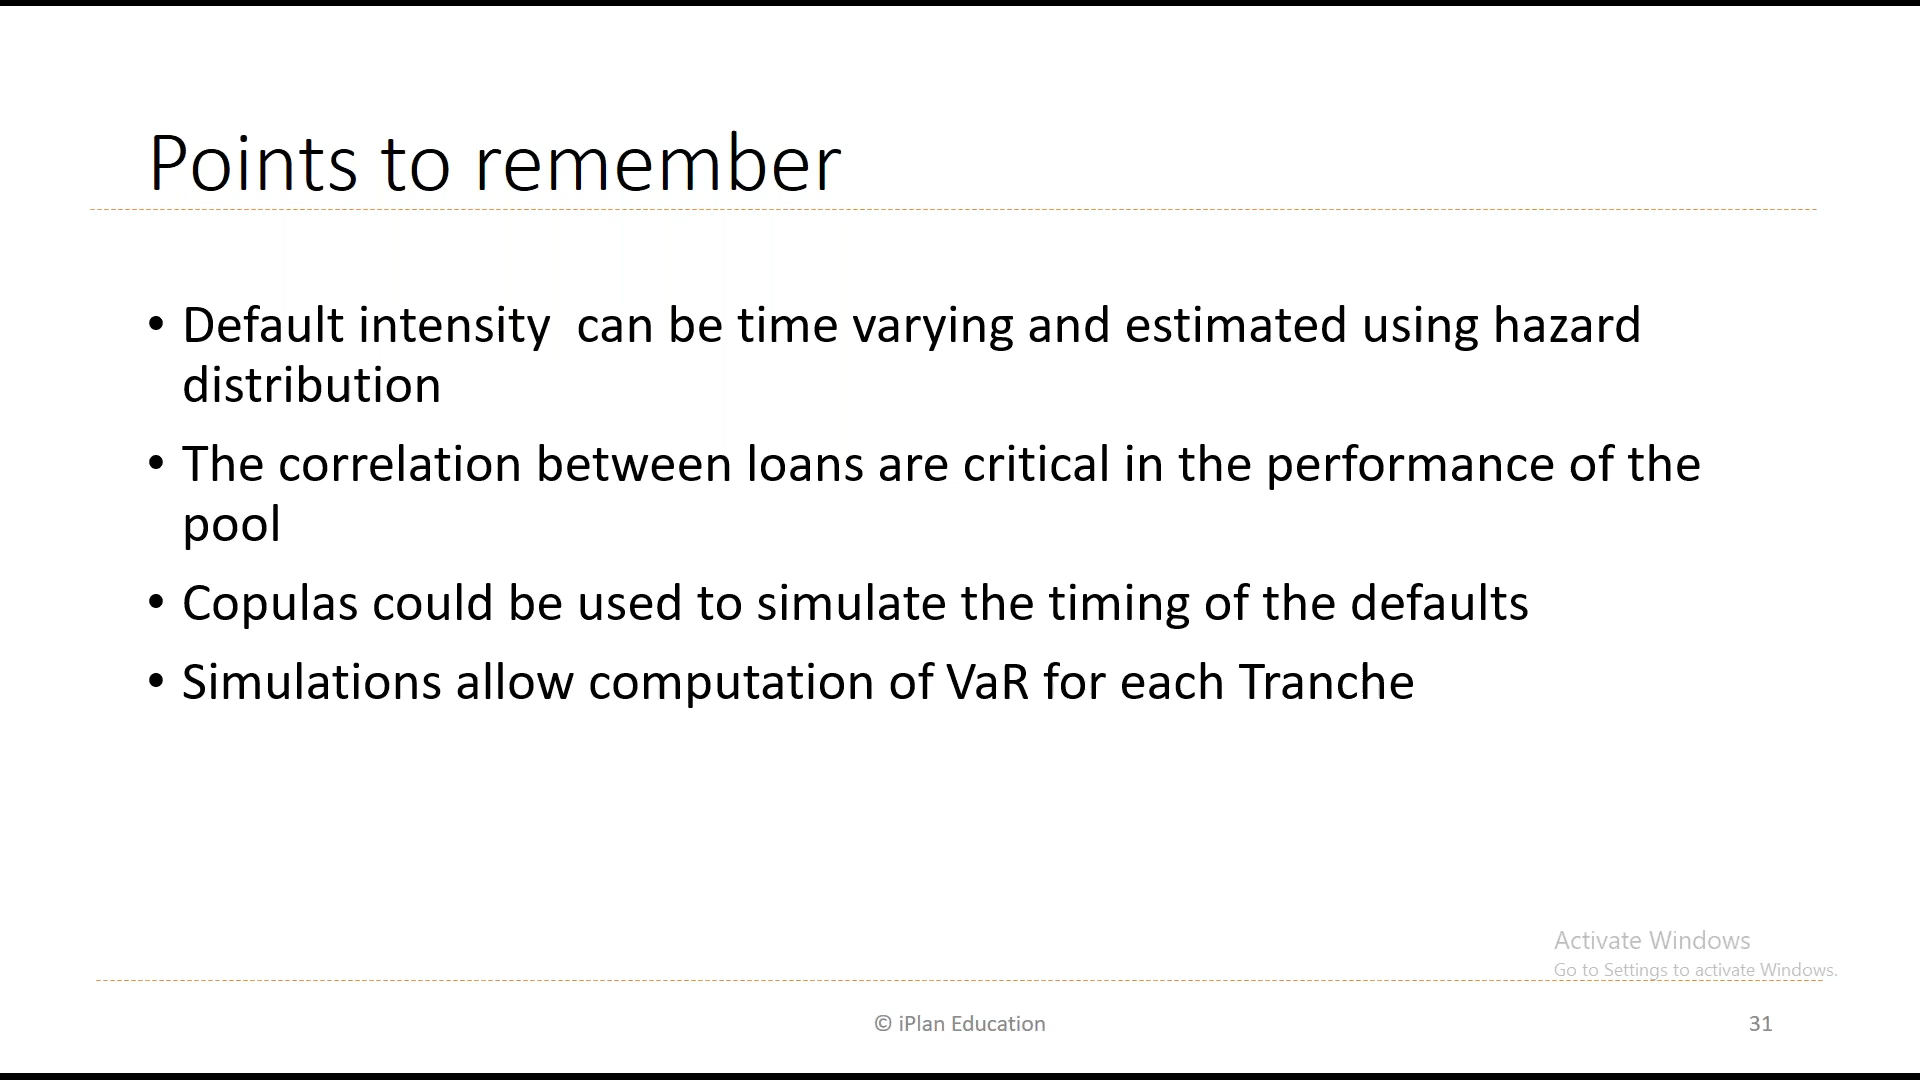 Points to remember
• Default intensity  can be time varying and estimated using hazard
distribution
• The correlation between loans are critical in the performance of the
pool
• Copulas could be used to simulate the timing of the defaults
• Simulations allow computation of VaR for each Tranche
Activate Windows
Go to Settings to activate Windows.
© iPlan Education
31